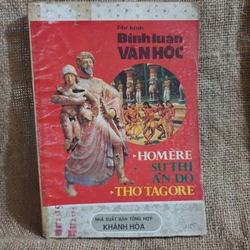 Phê bình
Bình luận
VĂN HỌC
• HOMÈRE
• SỬ THI
ẤN-ĐỘ
• THƠ TAGORE
NHÀ XUẤT BẢN TỔNG HỢP
KHÁNH HÒA